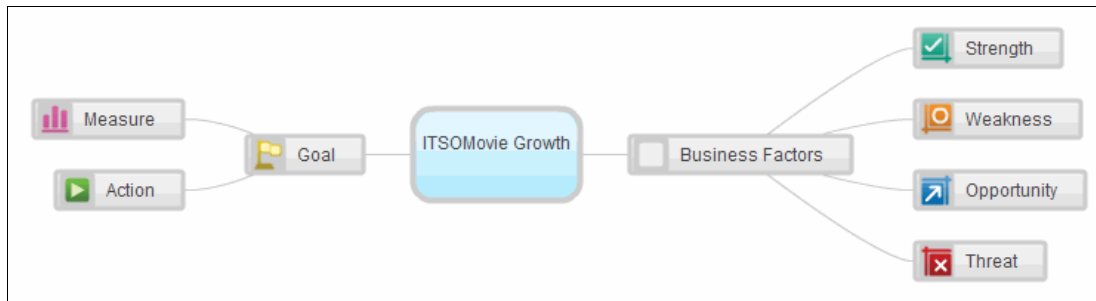 Strength
Measure
ITSOMovie Growth
Weakness
Goal
Business Factors
Action
Opportunity
Threat